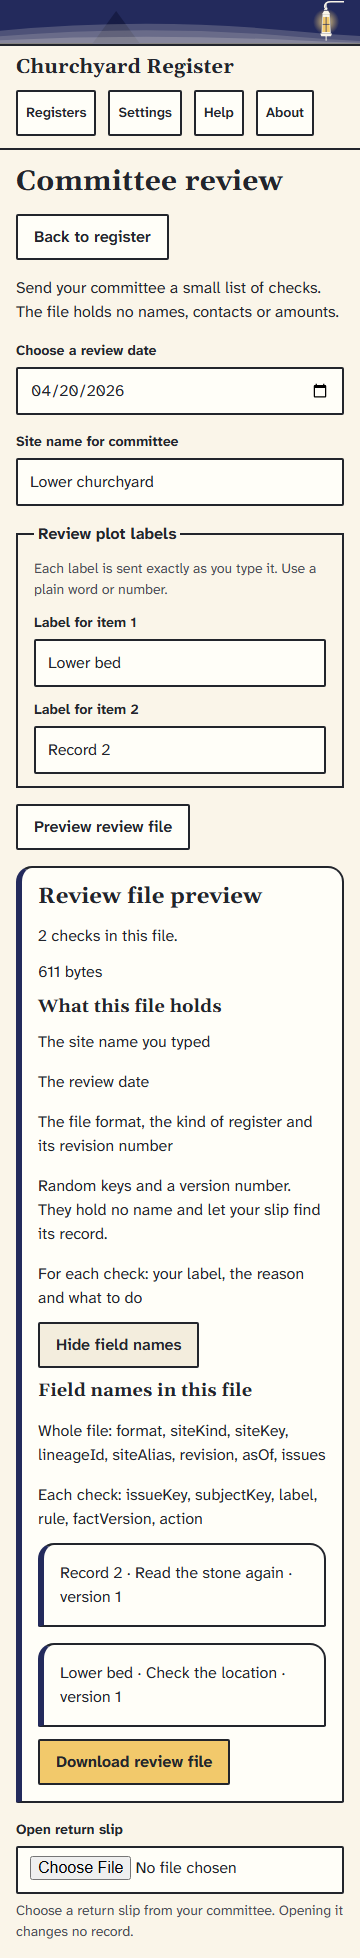 Churchyard Register
Registers
Settings
Help
About
Committee review
Back to register
Send your committee a small list of checks.
The file holds no names, contacts or amounts.
Choose a review date
04/20/2026
Site name for committee
Lower churchyard
Review plot labels
Each label is sent exactly as you type it. Use a
plain word or number.
Label for item 1
Lower bed
Label for item 2
Record 2
Preview review file
Review file preview
2 checks in this file.
611 bytes
What this file holds
The site name you typed
The review date
The file format, the kind of register and
its revision number
Random keys and a version number.
They hold no name and let your slip find
its record.
For each check: your label, the reason
and what to do
Hide field names
Field names in this file
Whole file: format, siteKind, siteKey,
lineageId, siteAlias, revision, asOf, issues
Each check: issueKey, subjectKey, label,
rule, factVersion, action
Record 2 · Read the stone again ·
version 1
Lower bed · Check the location ·
version 1
Download review file
Open return slip
Choose File No file chosen
Choose a return slip from your committee. Opening it
changes no record.